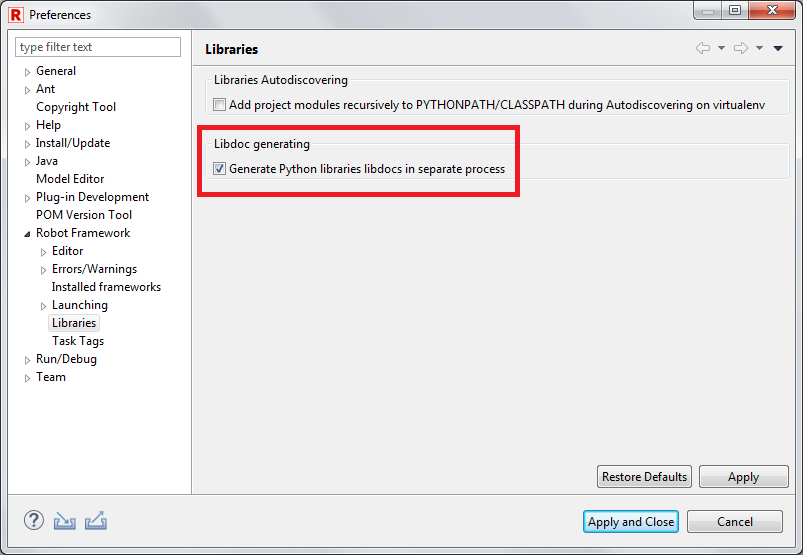 R Preferences
type filter text
General
Ant
Copyright Tool
Help
Install/Update
Java
Model Editor
Plug-in Development
POM Version Tool
Robot Framework
Editor
Errors/Warnings
Installed frameworks
Launching
Libraries
Task Tags
Run/Debug
Team
Libraries
Libraries Autodiscovering
Add project modules recursively to PYTHONPATH/CLASSPATH during Autodiscovering on virtualenv
Libdoc generating
Generate Python libraries libdocs in separate process
Restore Defaults
Apply
?
Apply and Close
Cancel